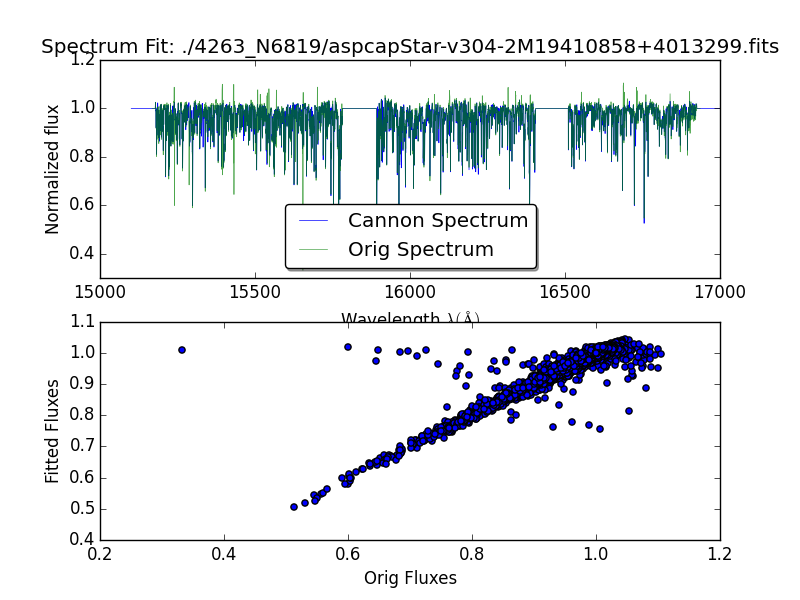 Spectrum Fit: ./4263_N6819/aspcapStar-v304-2M19410858+4013299.fits
1.2
1.0
0.8
0.6
0.4
Normalized flux
Cannon Spectrum
Orig Spectrum
15000 15500 16000 16500 17000
Wavelength λ(Å)
1.1
1.0
0.9
0.8
0.7
0.6
0.5
0.4
Fitted Fluxes
0.2 0.4 0.6 0.8 1.0 1.2
Orig Fluxes